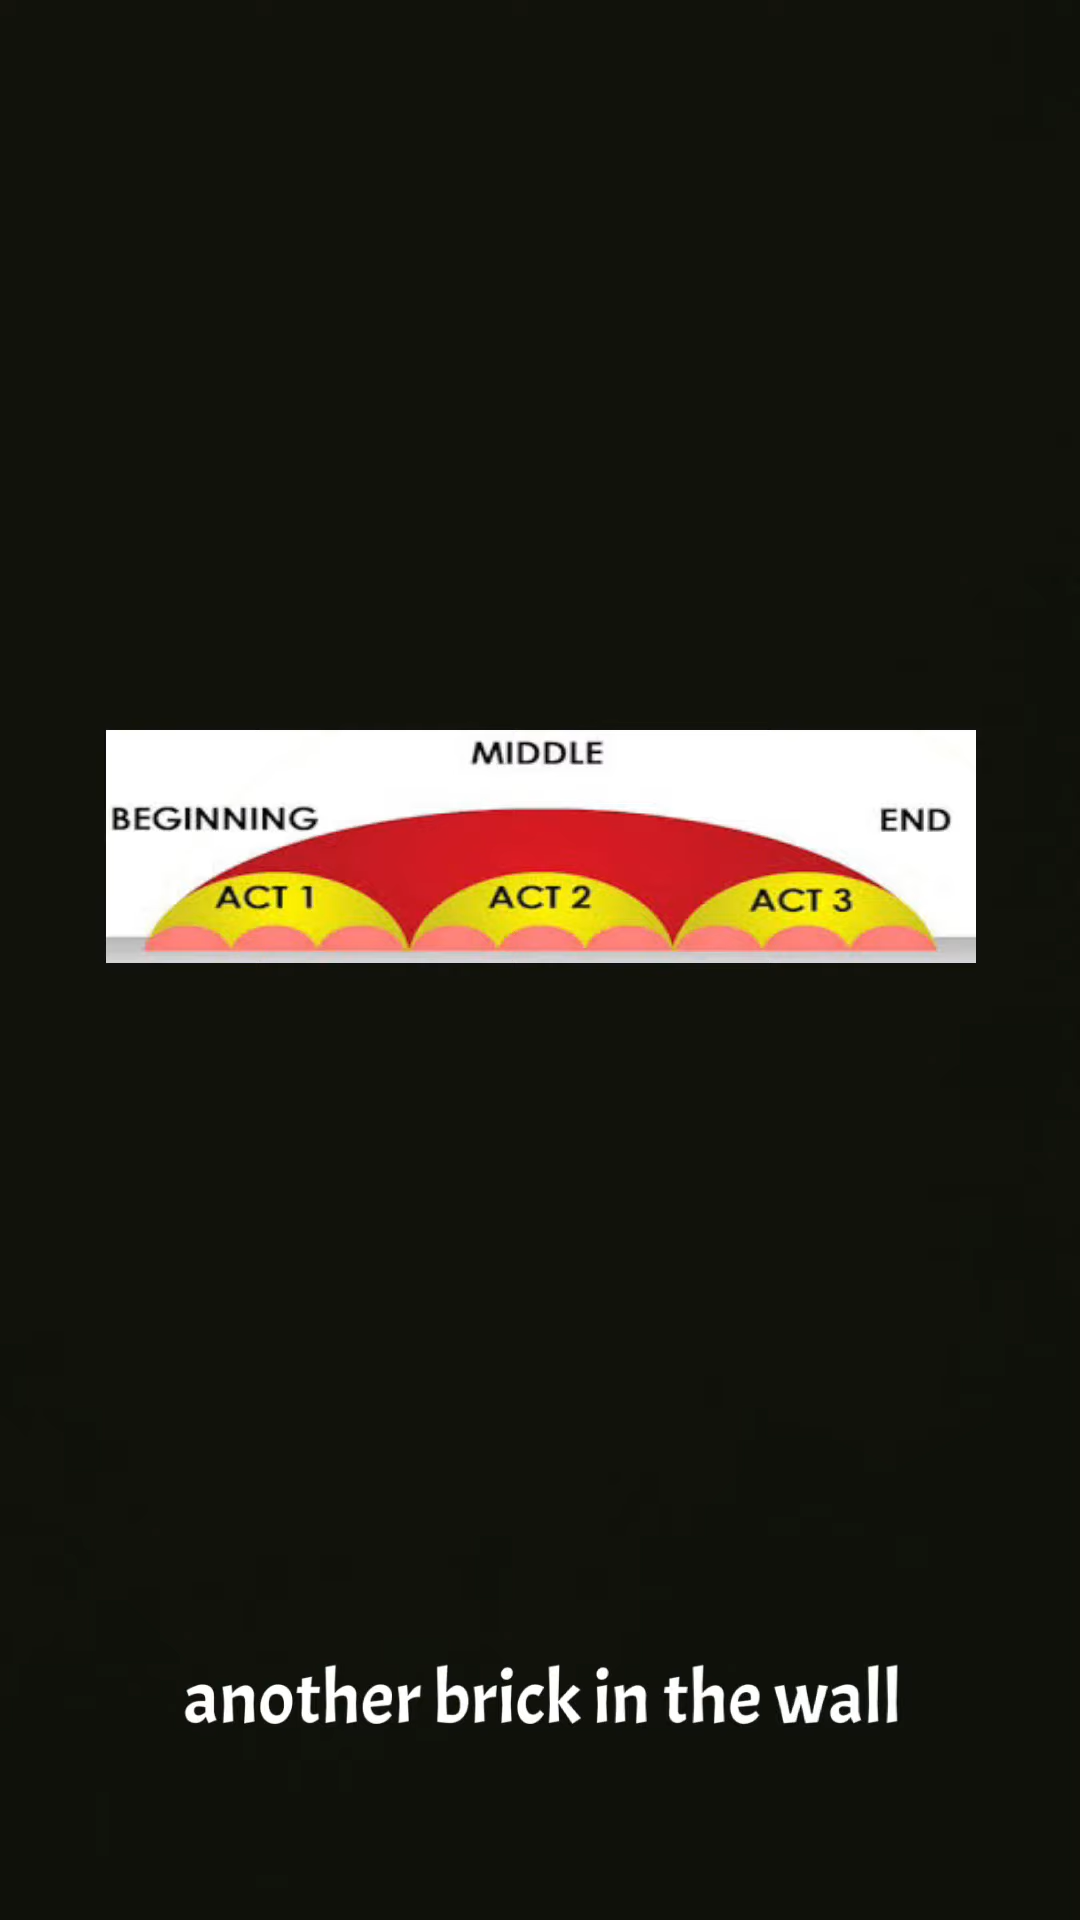 MIDDLE
BEGINNING
END
ACT 1
ACT 2
ACT 3
another brick in the wall